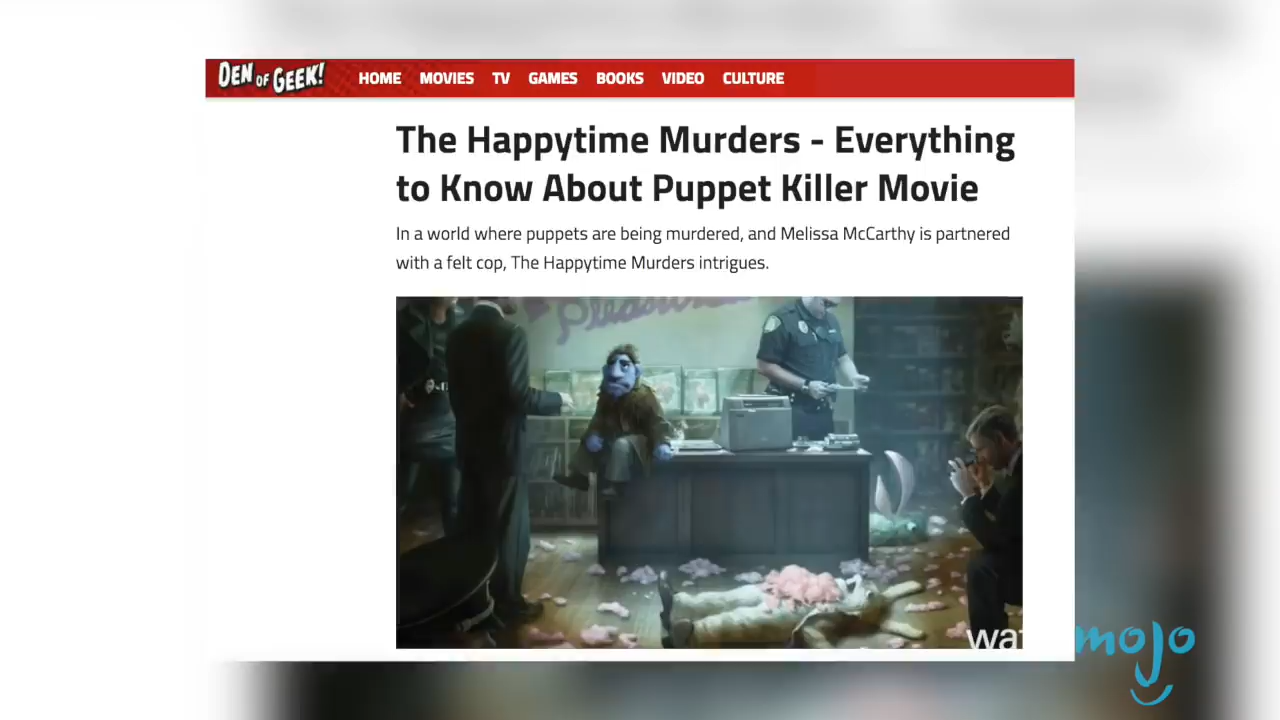 DEN OF GEEK!
HOME MOVIES TV GAMES BOOKS VIDEO CULTURE
The Happytime Murders - Everything
to Know About Puppet Killer Movie
In a world where puppets are being murdered, and Melissa McCarthy is partnered
with a felt cop, The Happytime Murders intrigues.
mojo